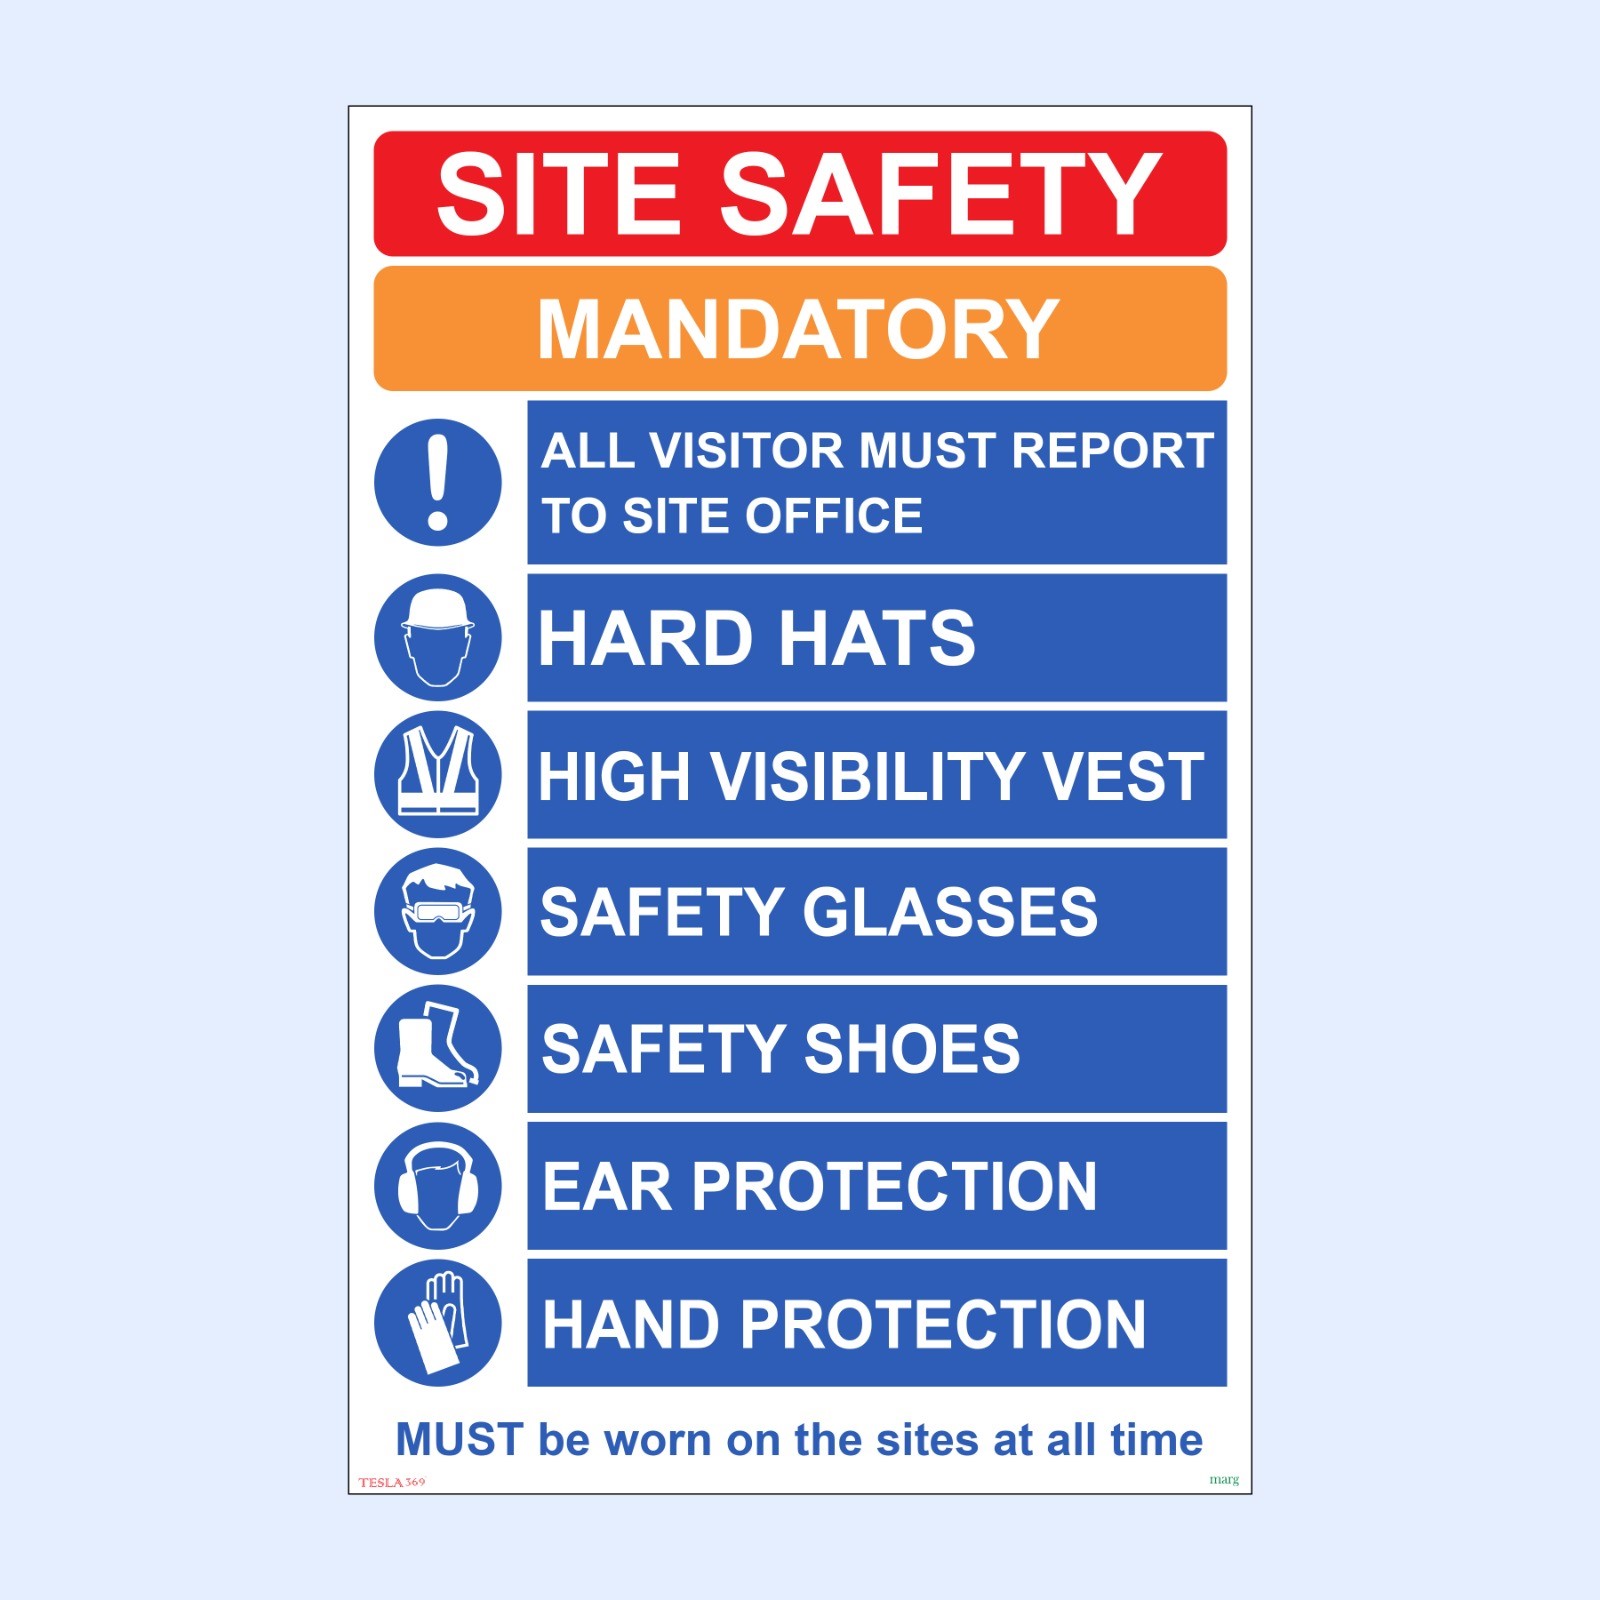 SITE SAFETY
MANDATORY
ALL VISITOR MUST REPORT
TO SITE OFFICE
HARD HATS
HIGH VISIBILITY VEST
SAFETY GLASSES
SAFETY SHOES
EAR PROTECTION
HAND PROTECTION
MUST be worn on the sites at all time
TESLA 369
marg